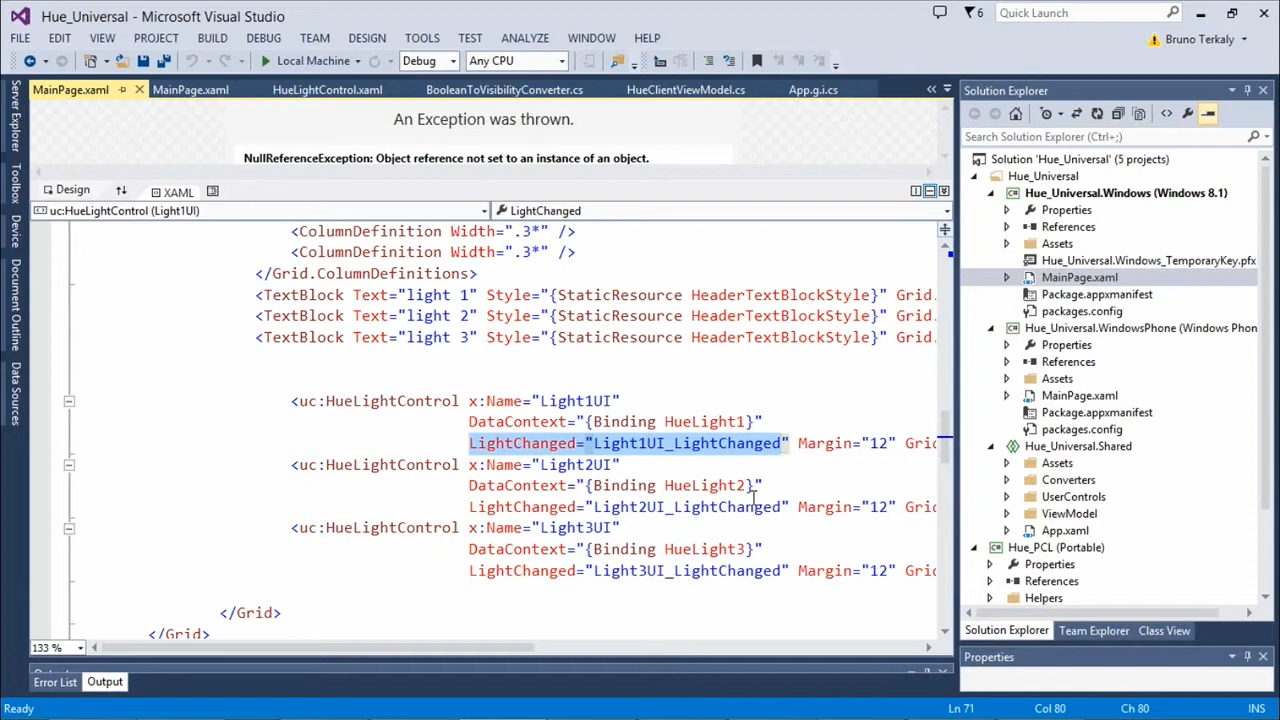 Hue_Universal - Microsoft Visual Studio
6
Quick Launch
FILE EDIT VIEW PROJECT BUILD DEBUG TEAM DESIGN TOOLS TEST ANALYZE WINDOW HELP
Bruno Terkaly
Local Machine Debug Any CPU
MainPage.xaml MainPage.xaml HueLightControl.xaml BooleanToVisibilityConverter.cs HueClientViewModel.cs App.g.i.cs
Server Explorer
Toolbox
Device
Document Outline
Data Sources
An Exception was thrown.
NullReferenceException: Object reference not set to an instance of an object.
Design XAML
uc:HueLightControl (Light1UI) LightChanged
<ColumnDefinition Width=".3*" />
<ColumnDefinition Width=".3*" />
</Grid.ColumnDefinitions>
<TextBlock Text="light 1" Style="{StaticResource HeaderTextBlockStyle}" Grid.
<TextBlock Text="light 2" Style="{StaticResource HeaderTextBlockStyle}" Grid.
<TextBlock Text="light 3" Style="{StaticResource HeaderTextBlockStyle}" Grid.
<uc:HueLightControl x:Name="Light1UI"
DataContext="{Binding HueLight1}"
LightChanged="Light1UI_LightChanged" Margin="12" Grid
<uc:HueLightControl x:Name="Light2UI"
DataContext="{Binding HueLight2}"
LightChanged="Light2UI_LightChanged" Margin="12" Grid
<uc:HueLightControl x:Name="Light3UI"
DataContext="{Binding HueLight3}"
LightChanged="Light3UI_LightChanged" Margin="12" Grid
</Grid>
</Grid>
133 %
Error List Output
Solution Explorer
Search Solution Explorer (Ctrl+;)
Solution 'Hue_Universal' (5 projects)
Hue_Universal
Hue_Universal.Windows (Windows 8.1)
Properties
References
Assets
Hue_Universal.Windows_TemporaryKey.pfx
MainPage.xaml
Package.appxmanifest
packages.config
Hue_Universal.WindowsPhone (Windows Phon
Properties
References
Assets
MainPage.xaml
Package.appxmanifest
packages.config
Hue_Universal.Shared
Assets
Converters
UserControls
ViewModel
App.xaml
Hue_PCL (Portable)
Properties
References
Helpers
Solution Explorer Team Explorer Class View
Properties
Ready Ln 71 Col 80 Ch 80 INS